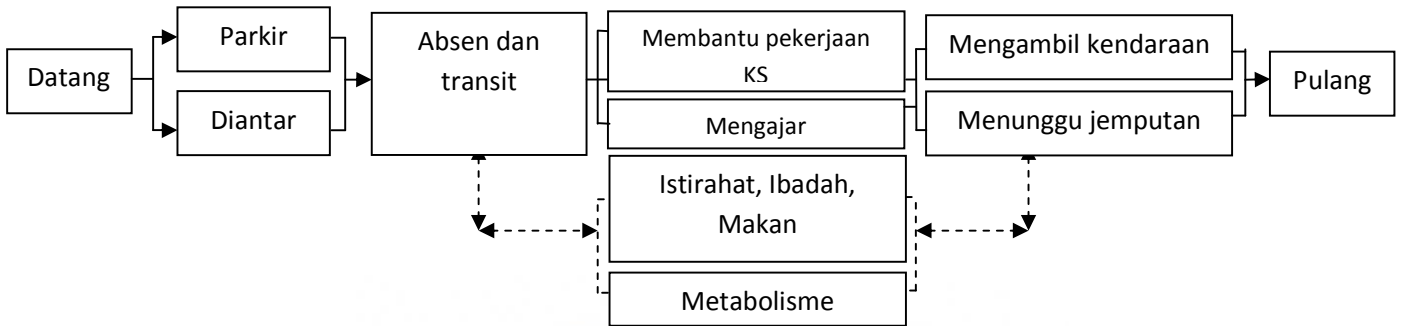 Datang
Parkir
Diantar
Absen dan
transit
Membantu pekerjaan
KS
Mengajar
Istirahat, Ibadah,
Makan
Metabolisme
Mengambil kendaraan
Menunggu jemputan
Pulang